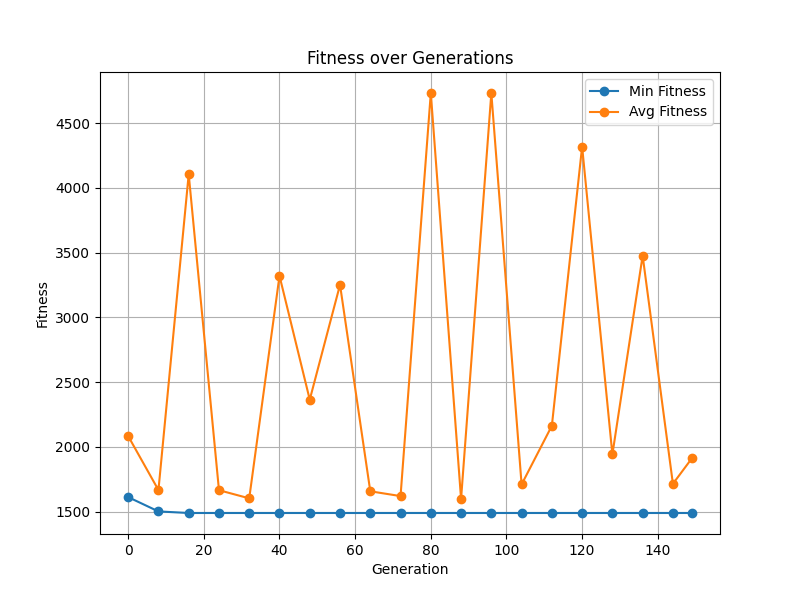 Fitness over Generations
Min Fitness
Avg Fitness
Fitness
4500
4000
3500
3000
2500
2000
1500
0 20 40 60 80 100 120 140
Generation